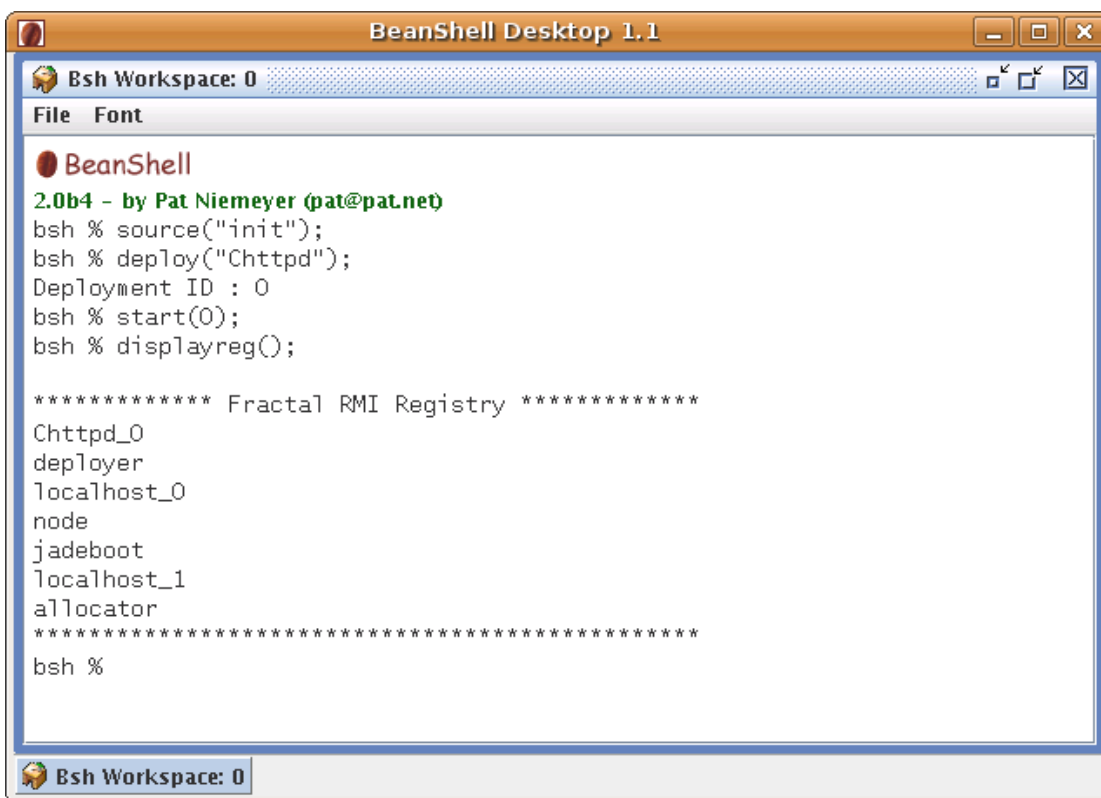 BeanShell Desktop 1.1
Bsh Workspace: 0
File Font
BeanShell
2.0b4 – by Pat Niemeyer (pat@pat.net)
bsh % source("init");
bsh % deploy("Chttpd");
Deployment ID : 0
bsh % start(0);
bsh % displayreg();
************* Fractal RMI Registry *************
Chttpd_0
deployer
localhost_0
node
jadeboot
localhost_1
allocator
************************************************
bsh %
Bsh Workspace: 0